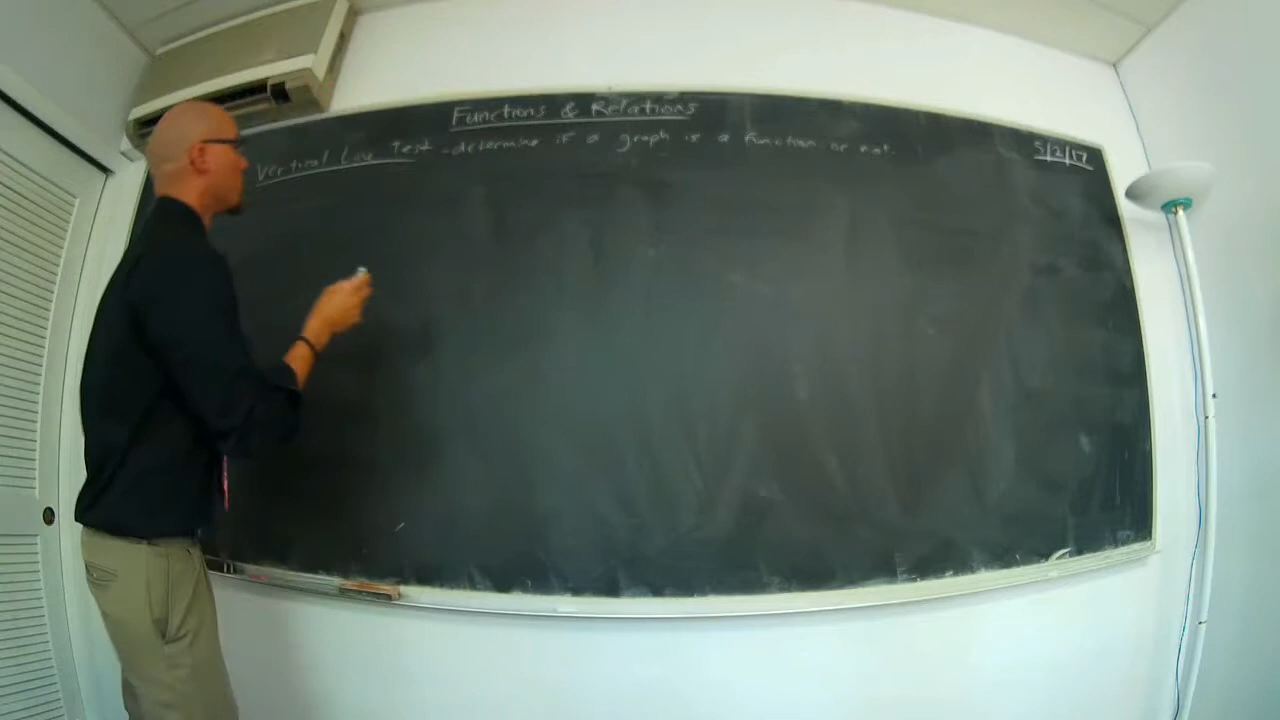 Functions & Relations
Vertical Line Test - determine if a graph is a function or not.
5/2/17